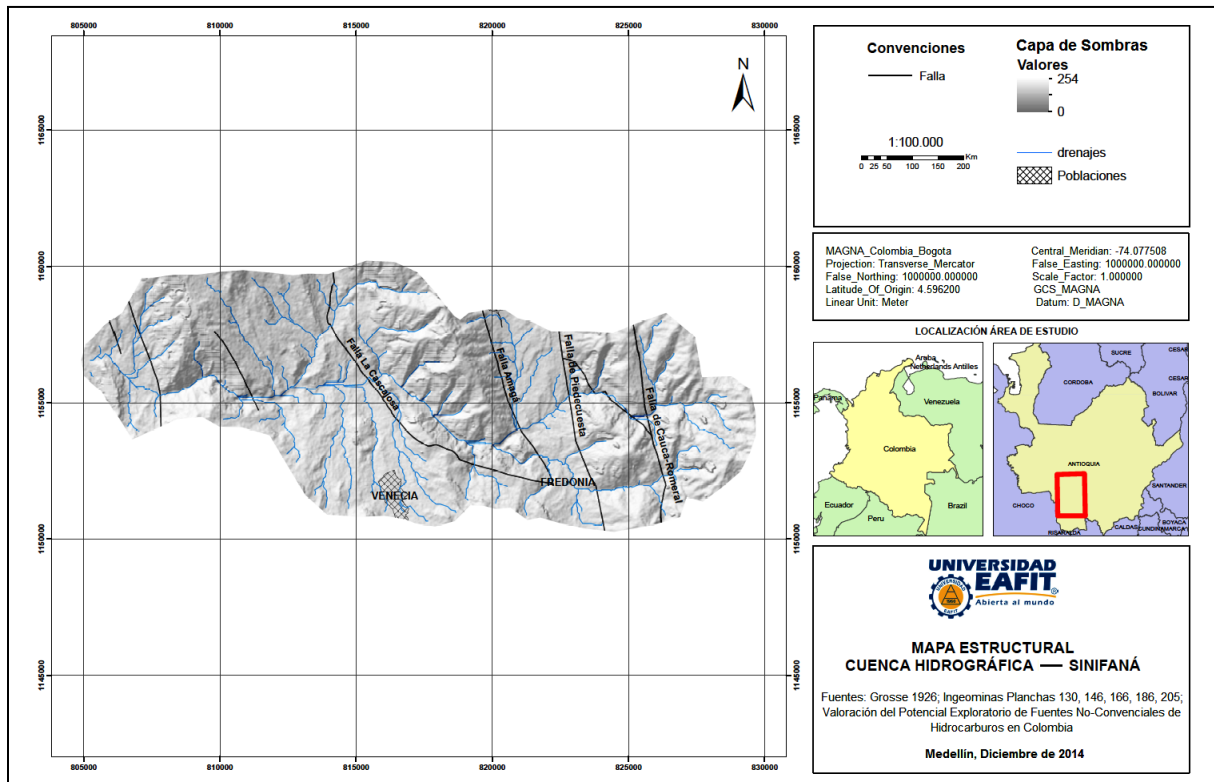 805000 810000 815000 820000 825000 830000
N
1165000 1165000
1160000 1160000
1155000 1155000
1150000 1150000
1145000 1145000
Falla La Cascajosa
Falla Amagá
Falla de Piedecuesta
Falla de Cauca-Romeral
VENECIA
FREDONIA
805000 810000 815000 820000 825000 830000
Convenciones
Falla
1:100.000
Km
0 25 50 100 150 200
Capa de Sombras
Valores
254
0
drenajes
Poblaciones
MAGNA_Colombia_Bogota
Projection: Transverse_Mercator
False_Northing: 1000000.000000
Latitude_Of_Origin: 4.596200
Linear Unit: Meter
Central_Meridian: -74.077508
False_Easting: 1000000.000000
Scale_Factor: 1.000000
GCS_MAGNA
Datum: D_MAGNA
LOCALIZACIÓN ÁREA DE ESTUDIO
Aruba
Netherlands Antilles
Panama
Venezuela
Colombia
Ecuador
Peru
Brazil
SUCRE
CESAR
CORDOBA
CESAR
BOLIVAR
ANTIOQUIA
SANTANDER
CHOCO
RISARALDA
CALDAS
BOYACA
CUNDINAMARCA
UNIVERSIDAD
EAFIT
Abierta al mundo
UNIVERSIDAD
EAFIT
MAPA ESTRUCTURAL
CUENCA HIDROGRÁFICA — SINIFANÁ
Fuentes: Grosse 1926; Ingeominas Planchas 130, 146, 166, 186, 205;
Valoración del Potencial Exploratorio de Fuentes No-Convenciales de
Hidrocarburos en Colombia
Medellín, Diciembre de 2014